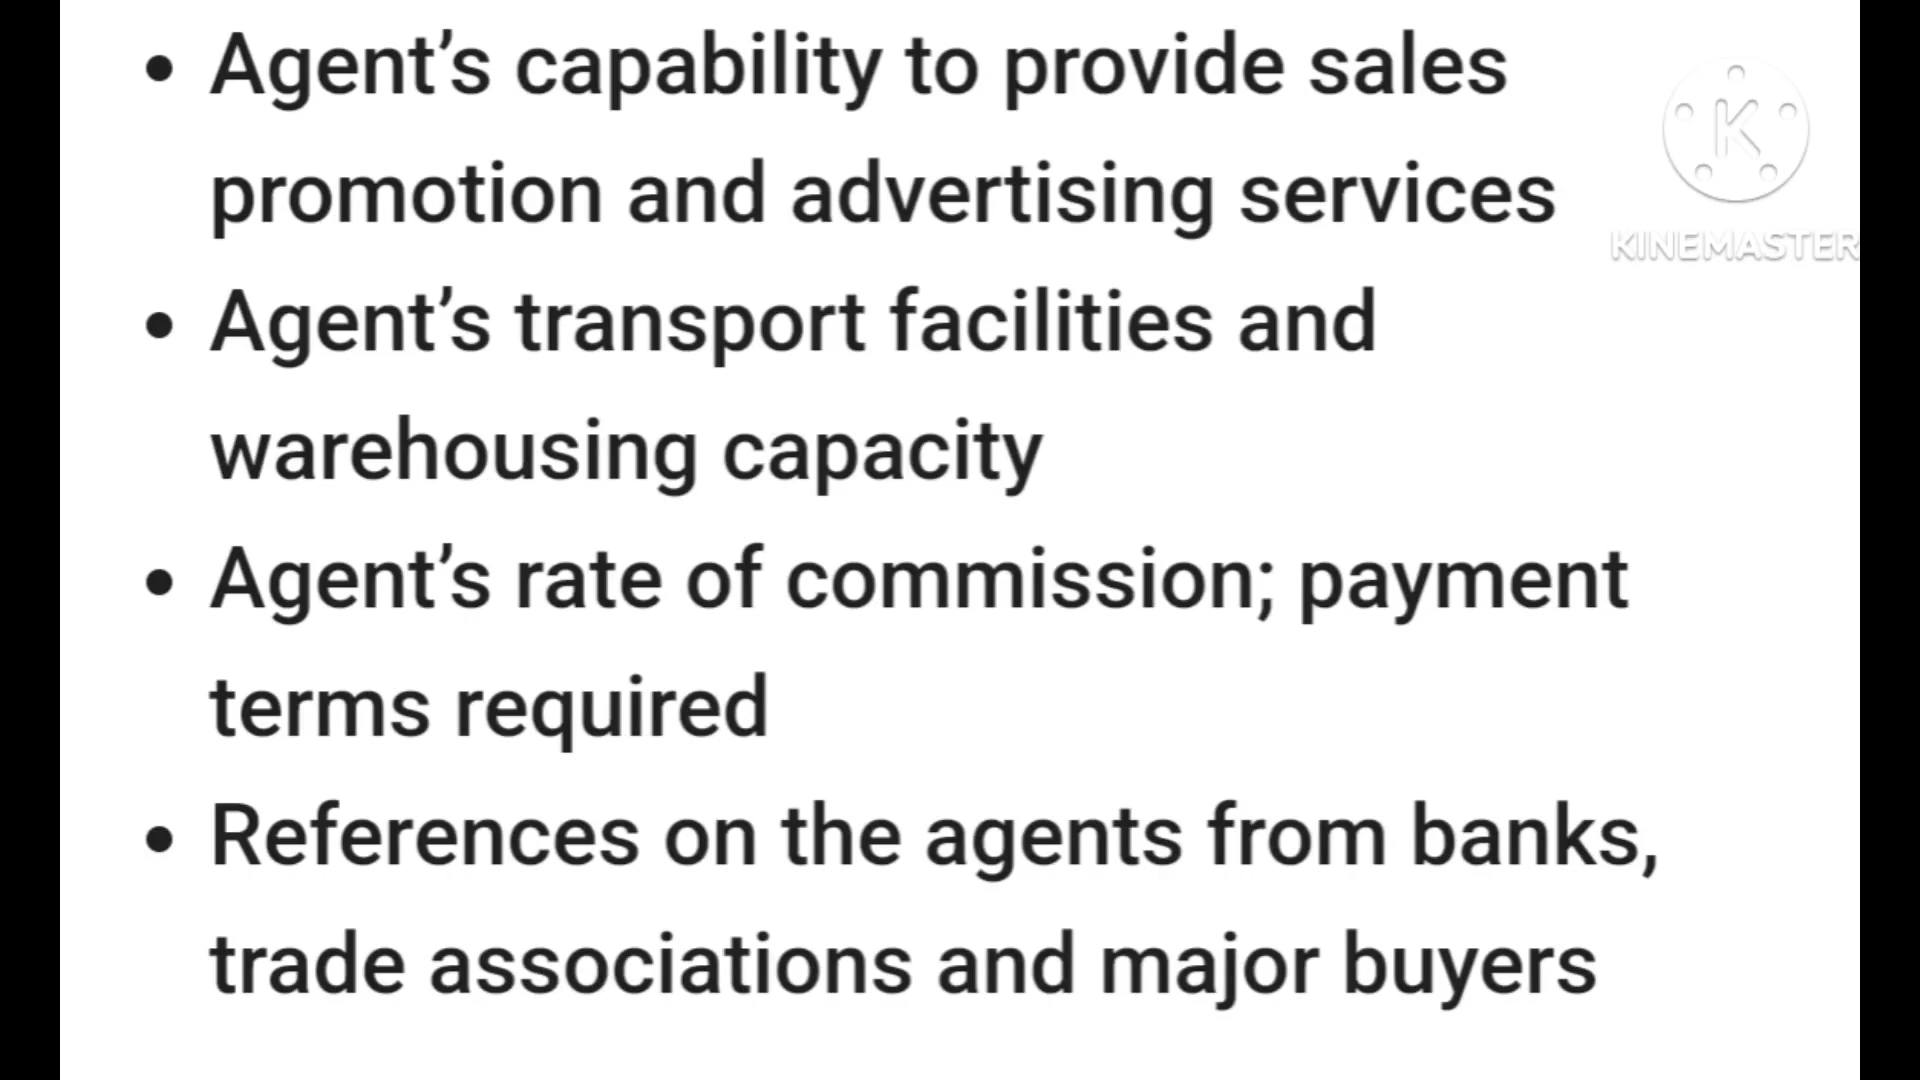 • Agent’s capability to provide sales
promotion and advertising services
• Agent’s transport facilities and
warehousing capacity
• Agent’s rate of commission; payment
terms required
• References on the agents from banks,
trade associations and major buyers
K
KINEMASTER